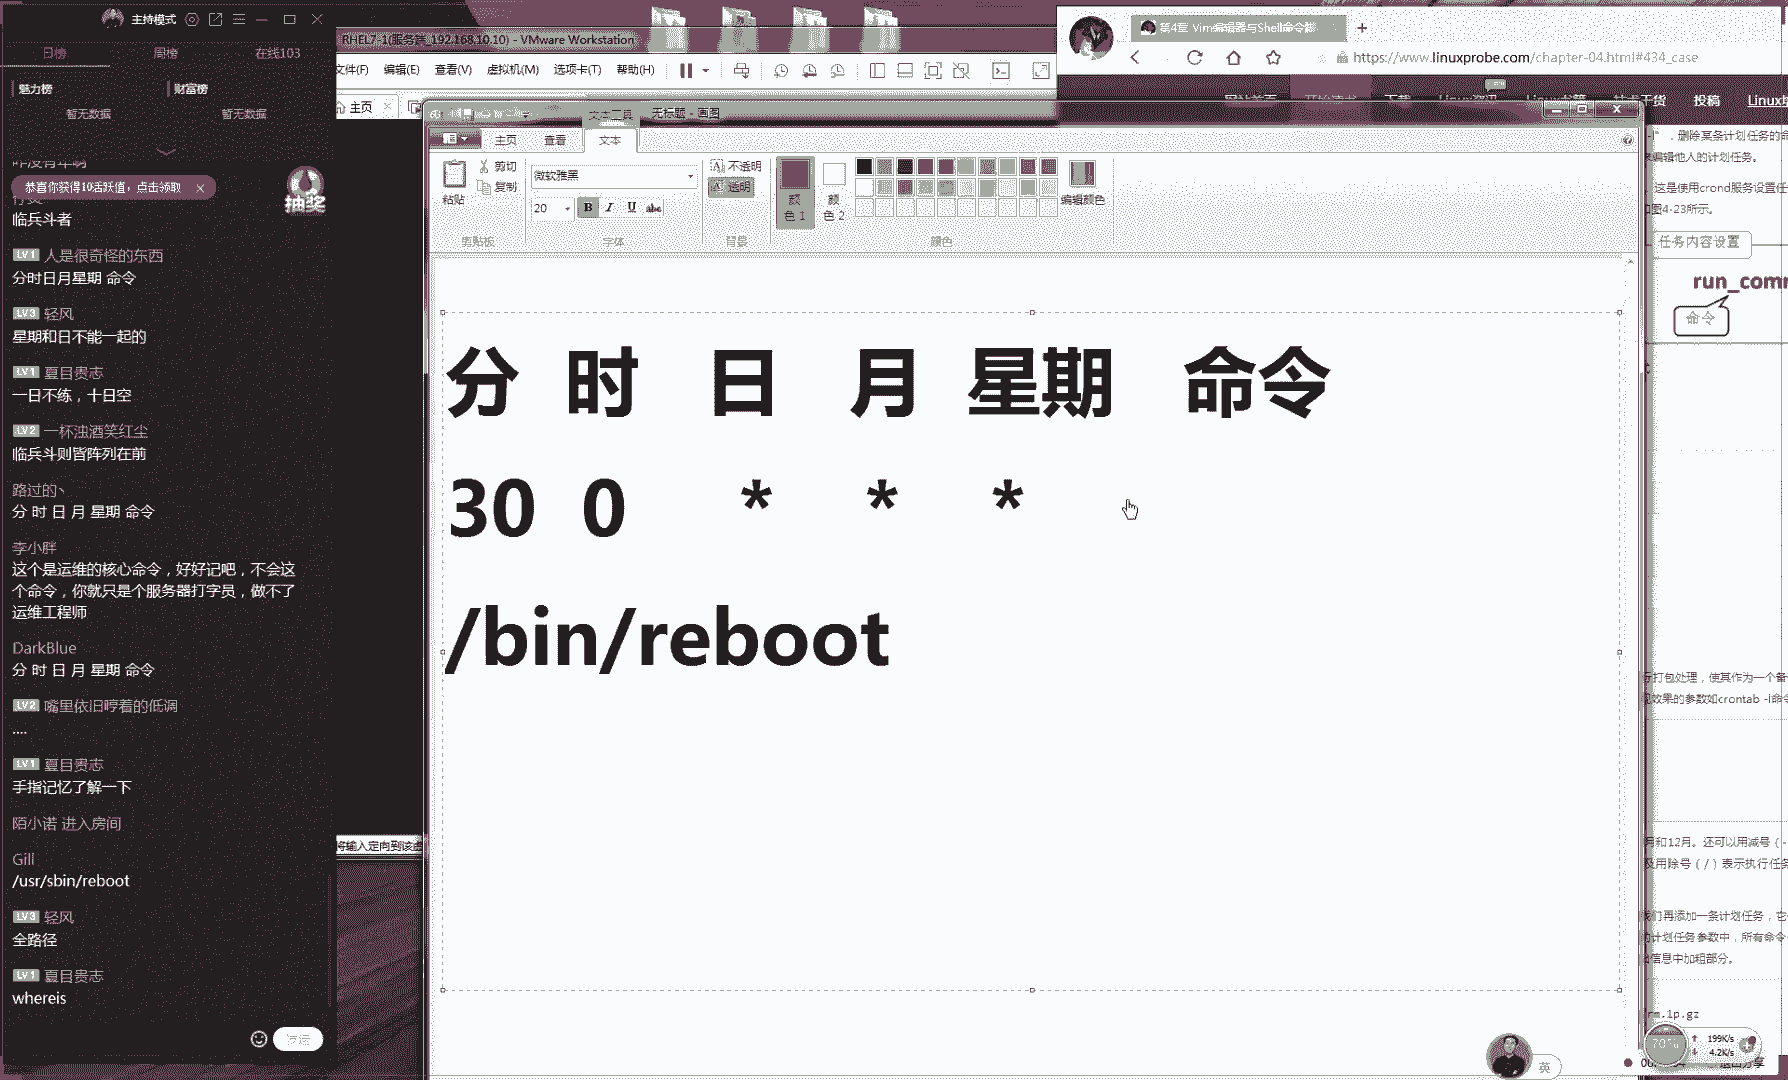 主持模式
日榜 周榜 在线103
魅力榜 财富榜
暂无数据 暂无数据
恭喜你获得10活跃值，点击领取
抽奖
临兵斗者
LV1 人是很奇怪的东西
分时日月星期 命令
LV3 轻风
星期和日不能一起的
LV1 夏目贵志
一日不练，十日空
LV2 一杯浊酒笑红尘
临兵斗则皆阵列在前
路过的丶
分 时 日 月 星期 命令
李小胖
这个是运维的核心命令，好好记吧，不会这
个命令，你就只是个服务器打字员，做不了
运维工程师
DarkBlue
分 时 日 月 星期 命令
LV2 嘴里依旧哼着的低调
....
LV1 夏目贵志
手指记忆了解一下
陌小诺 进入房间
Gill
/usr/sbin/reboot
LV3 轻风
全路径
LV1 夏目贵志
whereis
发送
RHEL7-1(服务端_192.168.10.10) - VMware Workstation
文件(F) 编辑(E) 查看(V) 虚拟机(M) 选项卡(T) 帮助(H)
主页
将输入定向到该虚
文本工具 无标题 - 画图
主页 查看 文本
粘贴 剪切
复制
剪贴板
微软雅黑
20 B I U abc
字体
不透明
透明
背景
颜色 1 颜色 2
编辑颜色
颜色
分 时 日 月 星期 命令
30 0 * * *
/bin/reboot
第4章 Vim编辑器与Shell命令脚
https://www.linuxprobe.com/chapter-04.html#434_case
投稿
删除某条计划任务的命
编辑他人的计划任务。
这是使用crond服务设置任
图4-23所示。
任务内容设置
run_comm
命令
行打包处理，使其作为一个备
效果的参数如crontab -l命令
月和12月。还可以用减号（-
及用除号（/）表示执行任务
我们再添加一条计划任务，它
的计划任务参数中，所有命令
信息中加粗部分。
rm.1p.gz
70%
199K/s
4.2K/s
英